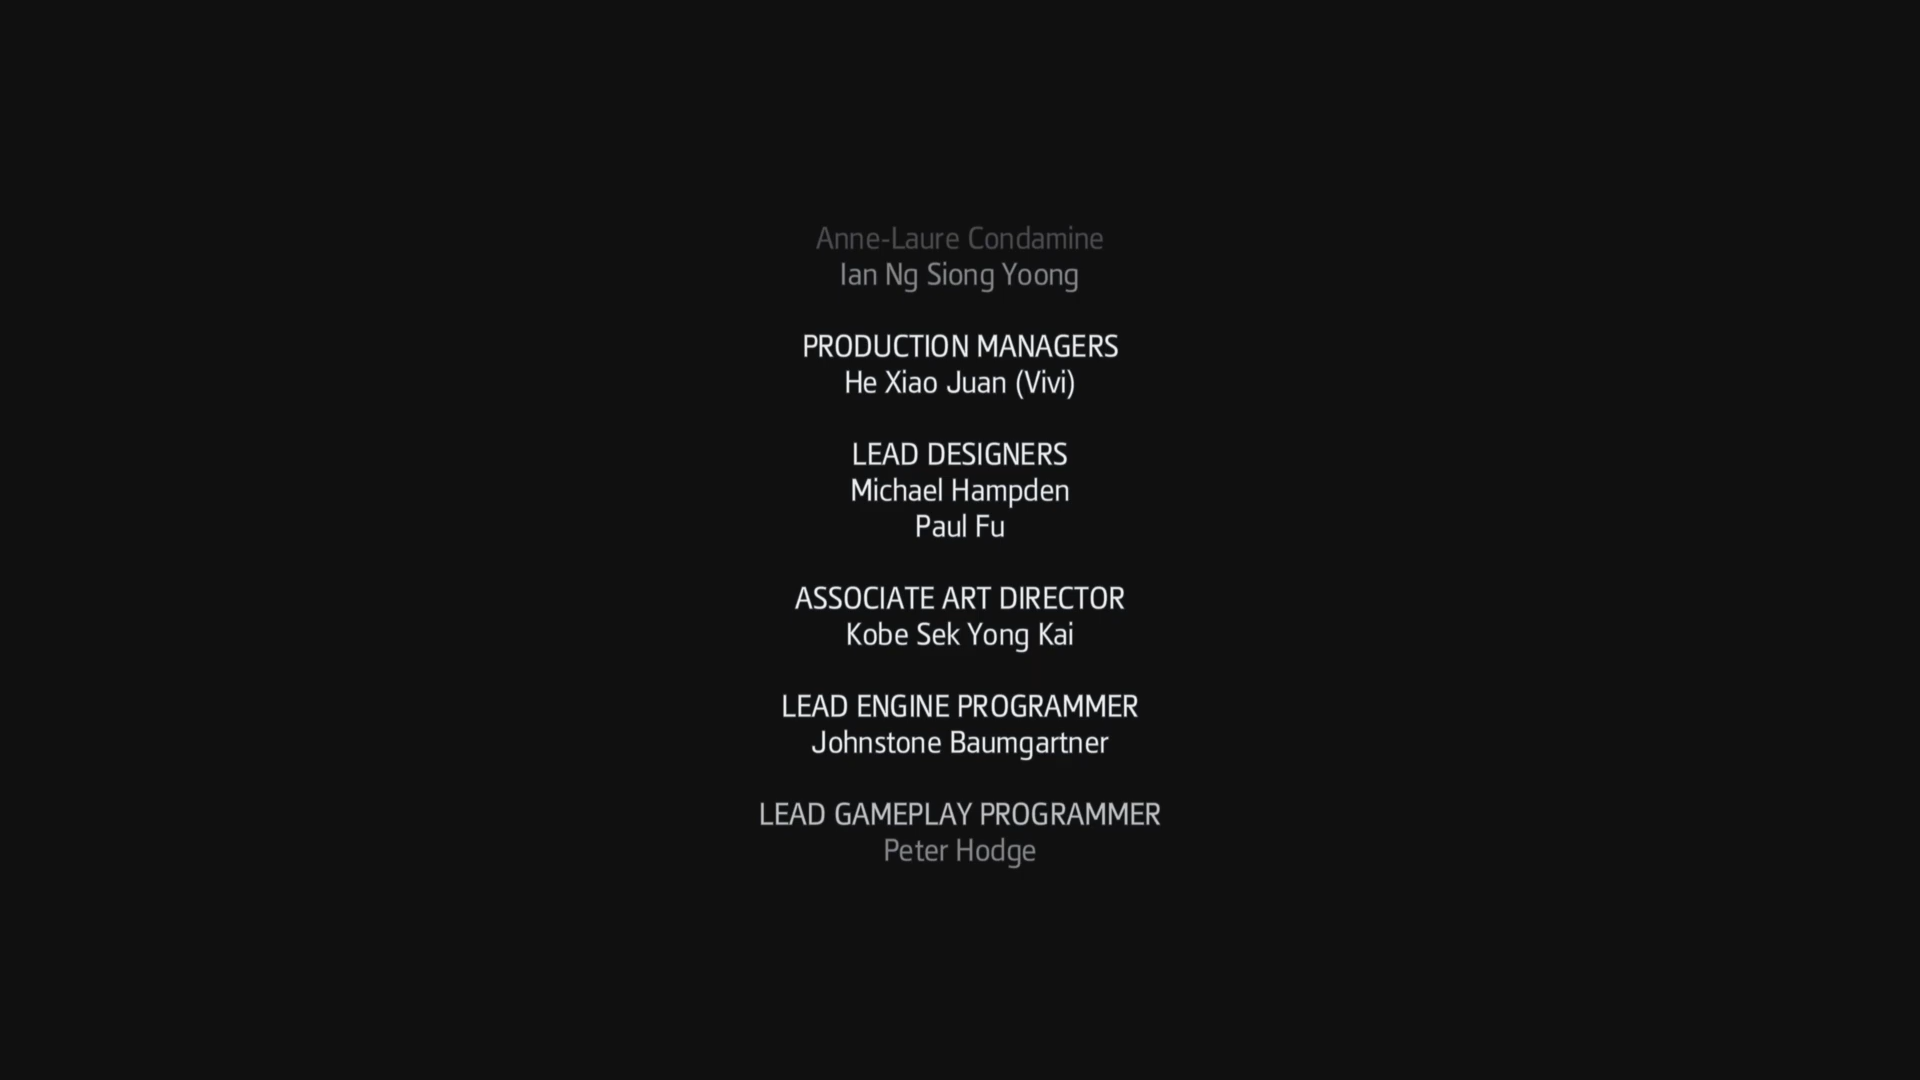 Anne-Laure Condamine
Ian Ng Siong Yoong
PRODUCTION MANAGERS
He Xiao Juan (Vivi)
LEAD DESIGNERS
Michael Hampden
Paul Fu
ASSOCIATE ART DIRECTOR
Kobe Sek Yong Kai
LEAD ENGINE PROGRAMMER
Johnstone Baumgartner
LEAD GAMEPLAY PROGRAMMER
Peter Hodge